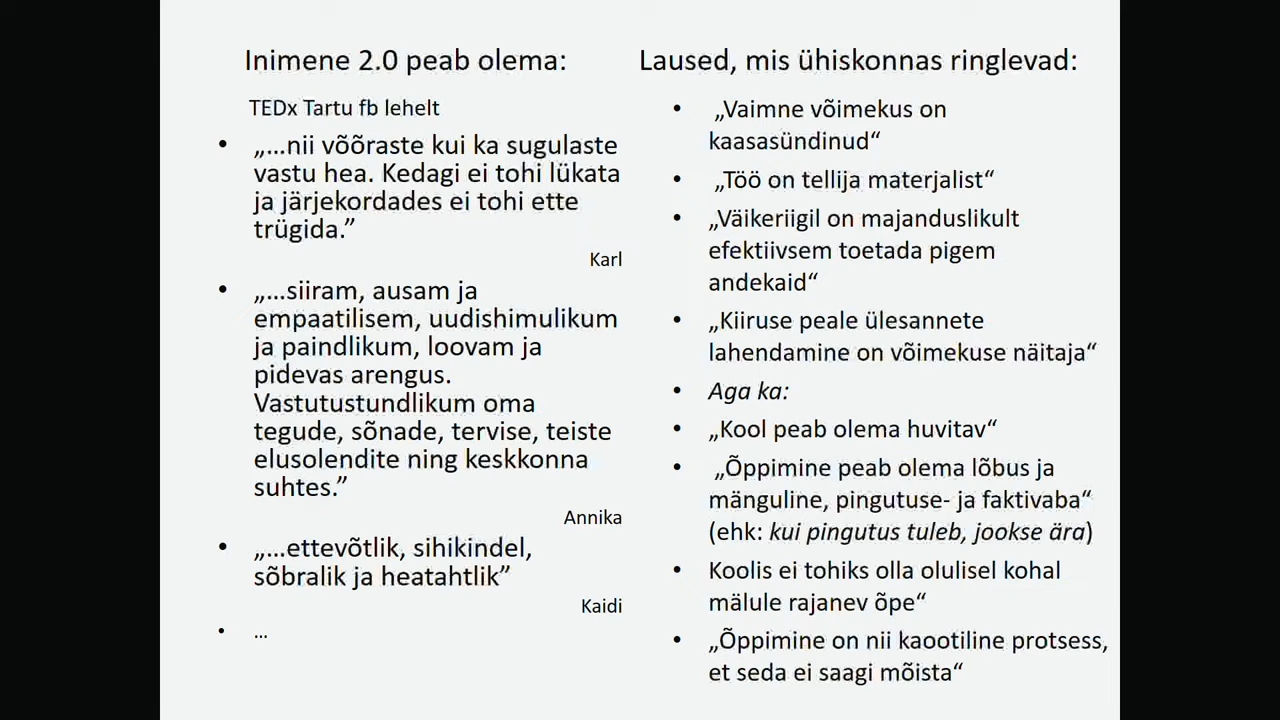 Inimene 2.0 peab olema:
TEDx Tartu fb lehelt
• „…nii võõraste kui ka sugulaste
vastu hea. Kedagi ei tohi lükata
ja järjekordades ei tohi ette
trügida.”
Karl
• „…siiram, ausam ja
empaatilisem, uudishimulikum
ja paindlikum, loovam ja
pidevas arengus.
Vastutustundlikum oma
tegude, sõnade, tervise, teiste
elusolendite ning keskkonna
suhtes.”
Annika
• „…ettevõtlik, sihikindel,
sõbralik ja heatahtlik”
Kaidi
• …
Laused, mis ühiskonnas ringlevad:
• „Vaimne võimekus on
kaasasündinud“
• „Töö on tellija materjalist“
• „Väikeriigil on majanduslikult
efektiivsem toetada pigem
andekaid“
• „Kiiruse peale ülesannete
lahendamine on võimekuse näitaja“
• Aga ka:
• „Kool peab olema huvitav“
• „Õppimine peab olema lõbus ja
mänguline, pingutuse- ja faktivaba“
(ehk: kui pingutus tuleb, jookse ära)
• Koolis ei tohiks olla olulisel kohal
mälule rajanev õpe“
• „Õppimine on nii kaootiline protsess,
et seda ei saagi mõista“